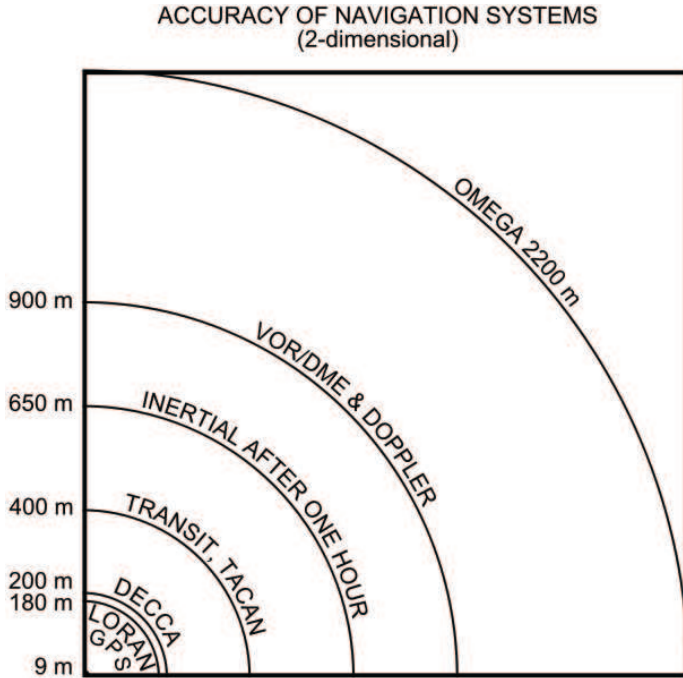 ACCURACY OF NAVIGATION SYSTEMS
(2-dimensional)
OMEGA 2200 m
900 m
VOR/DME & DOPPLER
650 m
INERTIAL AFTER ONE HOUR
400 m
TRANSIT, TACAN
200 m
DECCA
180 m
LORAN
GPS
9 m